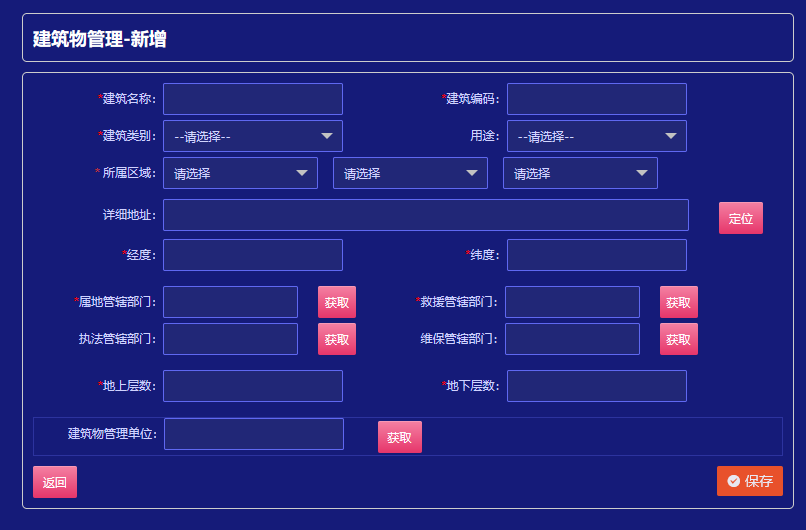 建筑物管理-新增
*建筑名称: *建筑编码:
*建筑类别: --请选择-- 用途: --请选择--
* 所属区域: 请选择 请选择 请选择
详细地址: 定位
*经度: *纬度:
*属地管辖部门: 获取 *救援管辖部门: 获取
执法管辖部门: 获取 维保管辖部门: 获取
*地上层数: *地下层数:
建筑物管理单位: 获取
返回 保存